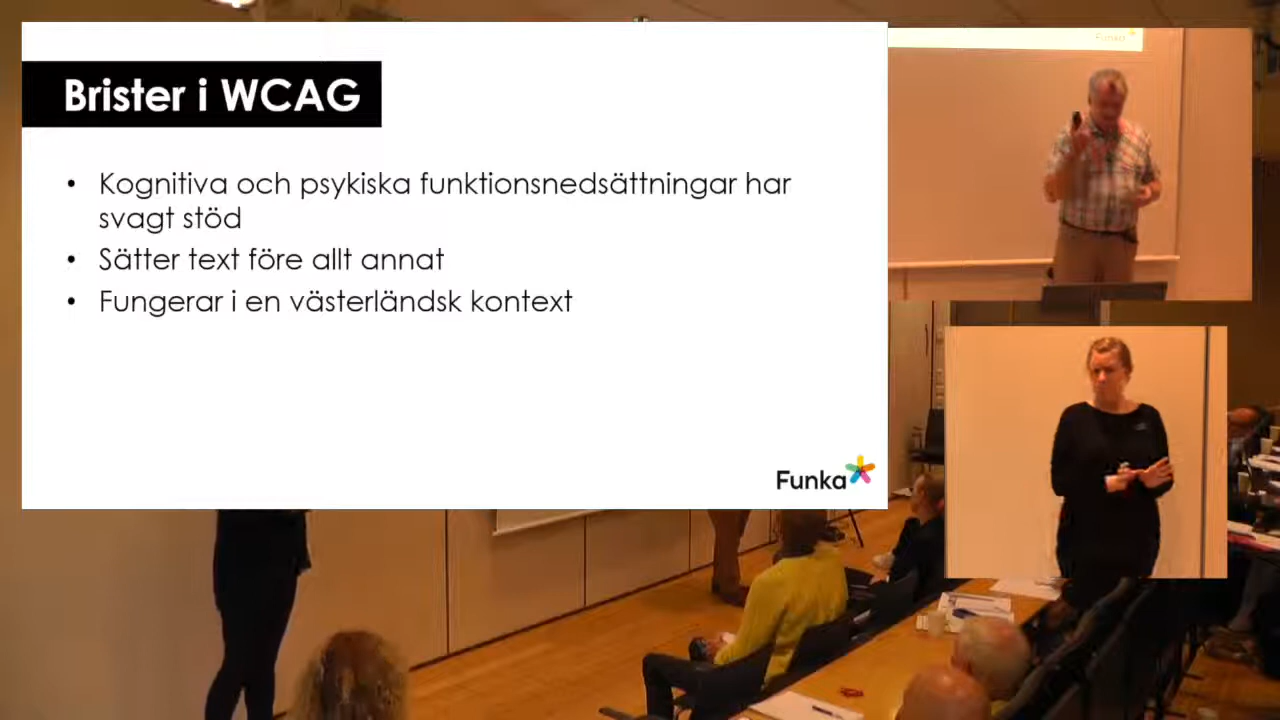 Brister i WCAG
• Kognitiva och psykiska funktionsnedsättningar har
svagt stöd
• Sätter text före allt annat
• Fungerar i en västerländsk kontext
Funka
Funka